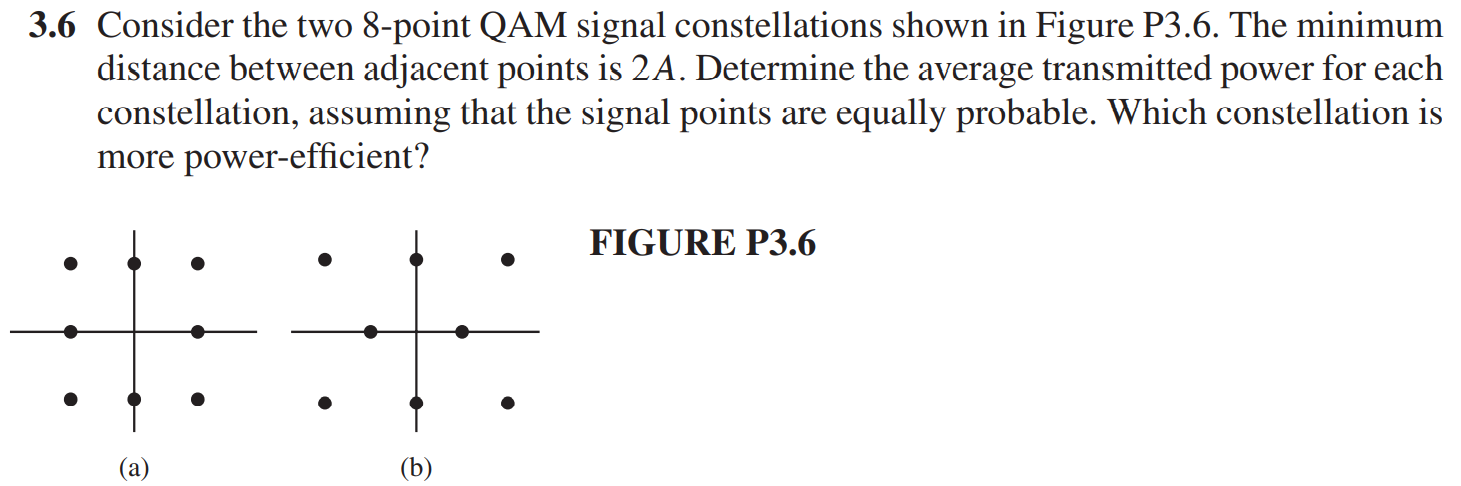 3.6 Consider the two 8-point QAM signal constellations shown in Figure P3.6. The minimum
distance between adjacent points is 2A. Determine the average transmitted power for each
constellation, assuming that the signal points are equally probable. Which constellation is
more power-efficient?
FIGURE P3.6
(a)
(b)